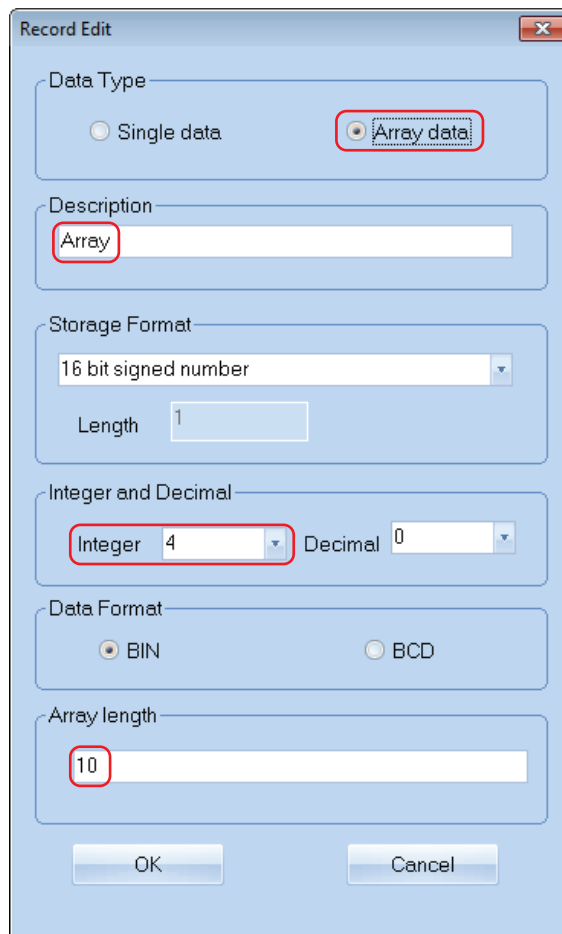 Record Edit
Data Type
Single data Array data
Description
Array
Storage Format
16 bit signed number
Length 1
Integer and Decimal
Integer 4 Decimal 0
Data Format
BIN BCD
Array length
10
OK Cancel